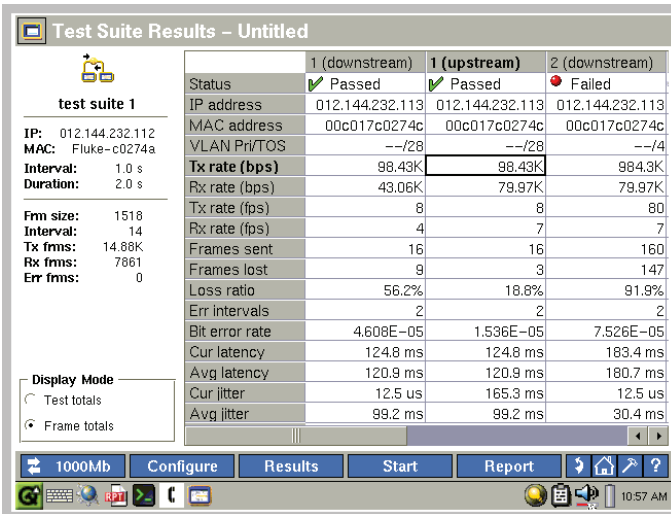 Test Suite Results – Untitled
test suite 1
IP: 012.144.232.112
MAC: Fluke-c0274a
Interval: 1.0 s
Duration: 2.0 s
Frm size: 1518
Interval: 14
Tx frms: 14.88K
Rx frms: 7861
Err frms: 0
Display Mode
Test totals
Frame totals
1 (downstream) 1 (upstream) 2 (downstream)
Status Passed Passed Failed
IP address 012.144.232.113 012.144.232.113 012.144.232.113
MAC address 00c017c0274c 00c017c0274c 00c017c0274c
VLAN Pri/TOS --/28 --/28 --/4
Tx rate (bps) 98.43K 98.43K 984.3K
Rx rate (bps) 43.06K 79.97K 79.97K
Tx rate (fps) 8 8 80
Rx rate (fps) 4 7 7
Frames sent 16 16 160
Frames lost 9 3 147
Loss ratio 56.2% 18.8% 91.9%
Err intervals 2 2 2
Bit error rate 4.608E-05 1.536E-05 7.526E-05
Cur latency 124.8 ms 124.8 ms 183.4 ms
Avg latency 120.9 ms 120.9 ms 180.7 ms
Cur jitter 12.5 us 165.3 ms 12.5 us
Avg jitter 99.2 ms 99.2 ms 30.4 ms
1000Mb Configure Results Start Report ?
RPT 10:57 AM